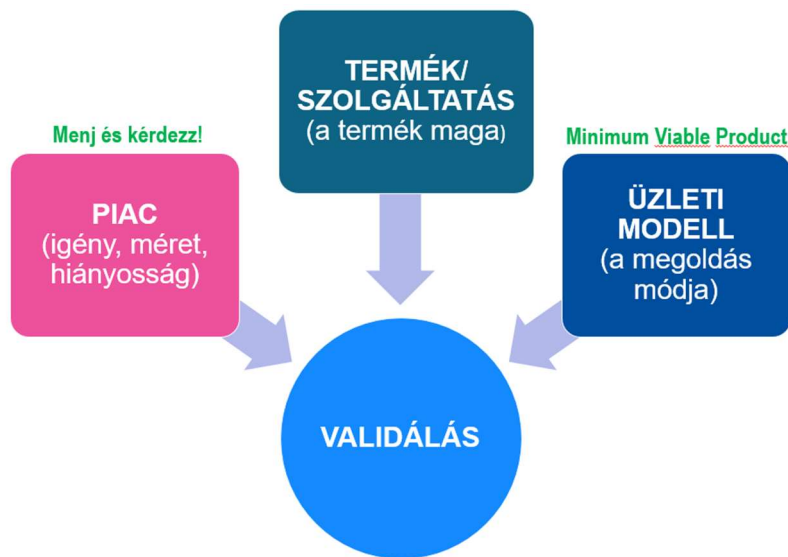 TERMÉK/
SZOLGÁLTATÁS
(a termék maga)
Menj és kérdezz!
PIAC
(igény, méret,
hiányosság)
Minimum Viable Product
ÜZLETI
MODELL
(a megoldás
módja)
VALIDÁLÁS